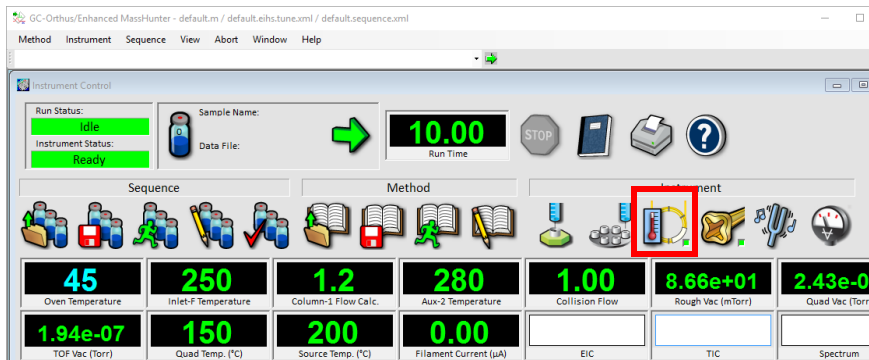 GC-Orthus/Enhanced MassHunter - default.m / default.eihs.tune.xml / default.sequence.xml
Method Instrument Sequence View Abort Window Help
Instrument Control
Run Status:
Idle
Instrument Status:
Ready
0
Sample Name:
Data File:
10.00
Run Time
STOP
?
Sequence Method Instrument
45 250 1.2 280 1.00 8.66e+01 2.43e-0
Oven Temperature Inlet-F Temperature Column-1 Flow Calc. Aux-2 Temperature Collision Flow Rough Vac (mTorr) Quad Vac (Torr
1.94e-07 150 200 0.00
TOF Vac (Torr) Quad Temp. (°C) Source Temp. (°C) Filament Current (µA) EIC TIC Spectrum